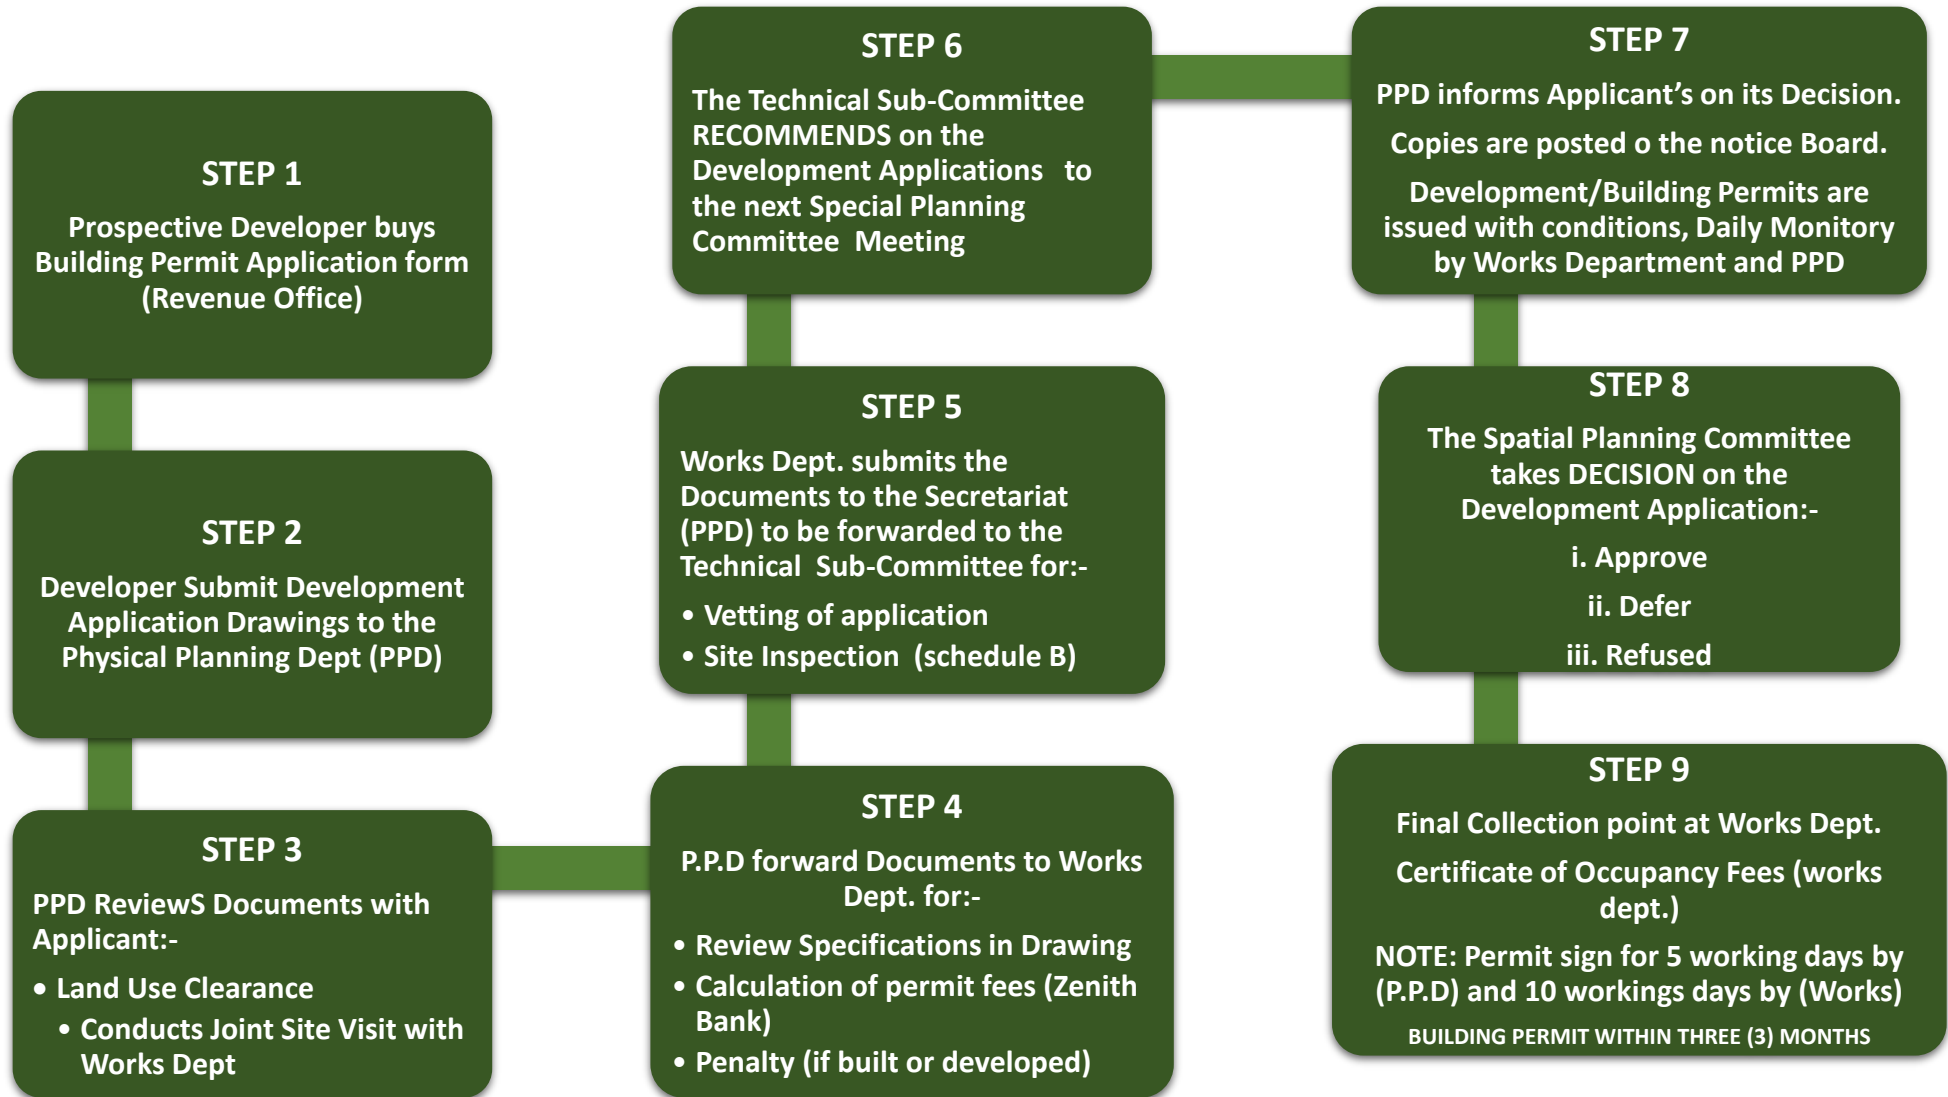 STEP 1
Prospective Developer buys
Building Permit Application form
(Revenue Office)
STEP 2
Developer Submit Development
Application Drawings to the
Physical Planning Dept (PPD)
STEP 3
PPD ReviewS Documents with
Applicant:-
• Land Use Clearance
• Conducts Joint Site Visit with
Works Dept
STEP 4
P.P.D forward Documents to Works
Dept. for:-
• Review Specifications in Drawing
• Calculation of permit fees (Zenith
Bank)
• Penalty (if built or developed)
STEP 5
Works Dept. submits the
Documents to the Secretariat
(PPD) to be forwarded to the
Technical Sub-Committee for:-
• Vetting of application
• Site Inspection (schedule B)
STEP 6
The Technical Sub-Committee
RECOMMENDS on the
Development Applications to
the next Special Planning
Committee Meeting
STEP 7
PPD informs Applicant’s on its Decision.
Copies are posted o the notice Board.
Development/Building Permits are
issued with conditions, Daily Monitory
by Works Department and PPD
STEP 8
The Spatial Planning Committee
takes DECISION on the
Development Application:-
i. Approve
ii. Defer
iii. Refused
STEP 9
Final Collection point at Works Dept.
Certificate of Occupancy Fees (works
dept.)
NOTE: Permit sign for 5 working days by
(P.P.D) and 10 workings days by (Works)
BUILDING PERMIT WITHIN THREE (3) MONTHS